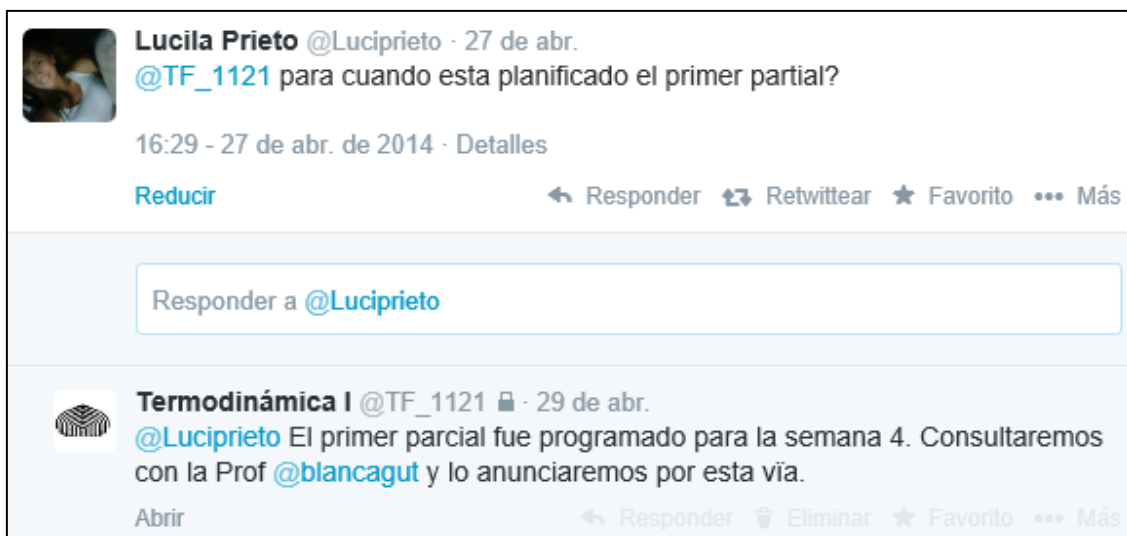 Lucila Prieto @Luciprieto · 27 de abr.
@TF_1121 para cuando esta planificado el primer partial?
16:29 - 27 de abr. de 2014 · Detalles
Reducir Responder Retwittear Favorito Más
Responder a @Luciprieto
Termodinámica I @TF_1121 · 29 de abr.
@Luciprieto El primer parcial fue programado para la semana 4. Consultaremos
con la Prof @blancagut y lo anunciaremos por esta vïa.
Abrir Responder Eliminar Favorito Más